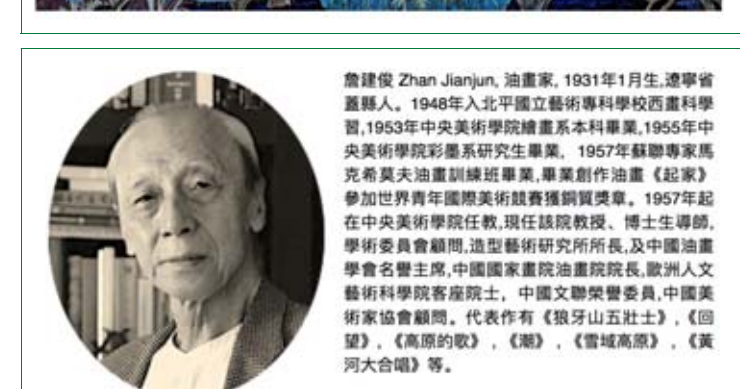 詹建俊 Zhan Jianjun, 油畫家, 1931年1月生,遼寧省
蓋縣人。1948年入北平國立藝術專科學校西畫科學
習,1953年中央美術學院繪畫系本科畢業,1955年中
央美術學院彩墨系研究生畢業，1957年蘇聯專家馬
克希莫夫油畫訓練班畢業,畢業創作油畫《起家》
參加世界青年國際美術競賽獲銅質獎章。1957年起
在中央美術學院任教,現任該院教授、博士生導師,
學術委員會顧問,造型藝術研究所所長,及中國油畫
學會名譽主席,中國國家畫院油畫院院長,歐洲人文
藝術科學院客座院士，中國文聯榮譽委員,中國美
術家協會顧問。代表作有《狼牙山五壯士》,《回
望》,《高原的歌》,《潮》,《雪域高原》,《黃
河大合唱》等。